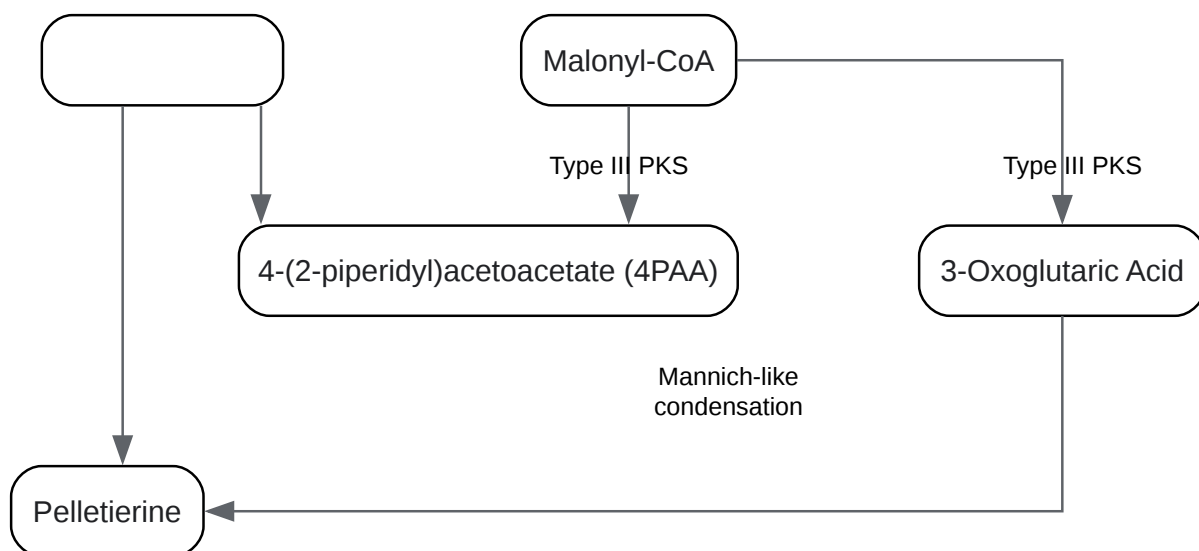 Malonyl-CoA
Type III PKS
Type III PKS
4-(2-piperidyl)acetoacetate (4PAA)
3-Oxoglutaric Acid
Mannich-like
condensation
Pelletierine